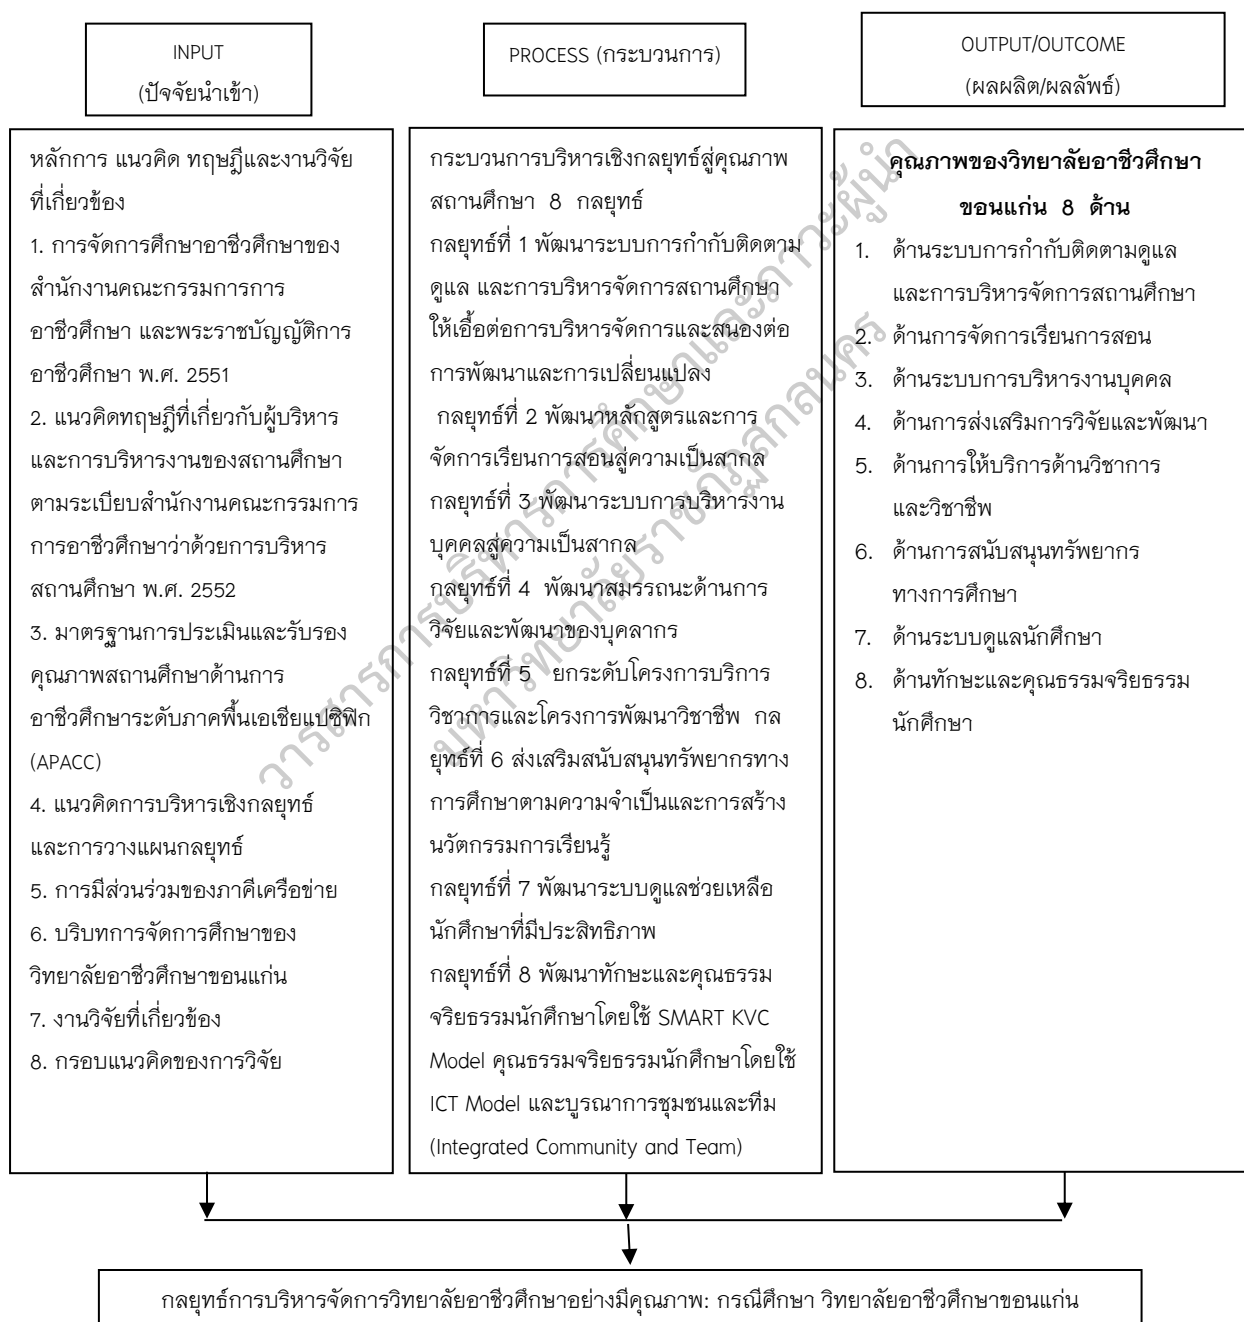 INPUT
(ปัจจัยนำเข้า)
PROCESS (กระบวนการ)
OUTPUT/OUTCOME
(ผลผลิต/ผลลัพธ์)
หลักการ แนวคิด ทฤษฎีและงานวิจัย
ที่เกี่ยวข้อง
1. การจัดการศึกษาอาชีวศึกษาของ
สำนักงานคณะกรรมการการ
อาชีวศึกษา และพระราชบัญญัติการ
อาชีวศึกษา พ.ศ. 2551
2. แนวคิดทฤษฎีที่เกี่ยวกับผู้บริหาร
และการบริหารงานของสถานศึกษา
ตามระเบียบสำนักงานคณะกรรมการ
การอาชีวศึกษาว่าด้วยการบริหาร
สถานศึกษา พ.ศ. 2552
3. มาตรฐานการประเมินและรับรอง
คุณภาพสถานศึกษาด้านการ
อาชีวศึกษาระดับภาคพื้นเอเชียแปซิฟิก
(APACC)
4. แนวคิดการบริหารเชิงกลยุทธ์
และการวางแผนกลยุทธ์
5. การมีส่วนร่วมของภาคีเครือข่าย
6. บริบทการจัดการศึกษาของ
วิทยาลัยอาชีวศึกษาขอนแก่น
7. งานวิจัยที่เกี่ยวข้อง
8. กรอบแนวคิดของการวิจัย
กระบวนการบริหารเชิงกลยุทธ์สู่คุณภาพ
สถานศึกษา 8 กลยุทธ์
กลยุทธ์ที่ 1 พัฒนาระบบการกำกับติดตาม
ดูแล และการบริหารจัดการสถานศึกษา
ให้เอื้อต่อการบริหารจัดการและสนองต่อ
การพัฒนาและการเปลี่ยนแปลง
กลยุทธ์ที่ 2 พัฒนาหลักสูตรและการ
จัดการเรียนการสอนสู่ความเป็นสากล
กลยุทธ์ที่ 3 พัฒนาระบบการบริหารงาน
บุคคลสู่ความเป็นสากล
กลยุทธ์ที่ 4 พัฒนาสมรรถนะด้านการ
วิจัยและพัฒนาของบุคลากร
กลยุทธ์ที่ 5 ยกระดับโครงการบริการ
วิชาการและโครงการพัฒนาวิชาชีพ กล
ยุทธ์ที่ 6 ส่งเสริมสนับสนุนทรัพยากรทาง
การศึกษาตามความจำเป็นและการสร้าง
นวัตกรรมการเรียนรู้
กลยุทธ์ที่ 7 พัฒนาระบบดูแลช่วยเหลือ
นักศึกษาที่มีประสิทธิภาพ
กลยุทธ์ที่ 8 พัฒนาทักษะและคุณธรรม
จริยธรรมนักศึกษาโดยใช้ SMART KVC
Model คุณธรรมจริยธรรมนักศึกษาโดยใช้
ICT Model และบูรณาการชุมชนและทีม
(Integrated Community and Team)
คุณภาพของวิทยาลัยอาชีวศึกษา
ขอนแก่น 8 ด้าน
1. ด้านระบบการกำกับติดตามดูแล
และการบริหารจัดการสถานศึกษา
2. ด้านการจัดการเรียนการสอน
3. ด้านระบบการบริหารงานบุคคล
4. ด้านการส่งเสริมการวิจัยและพัฒนา
5. ด้านการให้บริการด้านวิชาการ
และวิชาชีพ
6. ด้านการสนับสนุนทรัพยากร
ทางการศึกษา
7. ด้านระบบดูแลนักศึกษา
8. ด้านทักษะและคุณธรรมจริยธรรม
นักศึกษา
วารสารการบริหารการศึกษาและภาวะผู้นำ
มหาวิทยาลัยราชภัฏสกลนคร
กลยุทธ์การบริหารจัดการวิทยาลัยอาชีวศึกษาอย่างมีคุณภาพ: กรณีศึกษา วิทยาลัยอาชีวศึกษาขอนแก่น